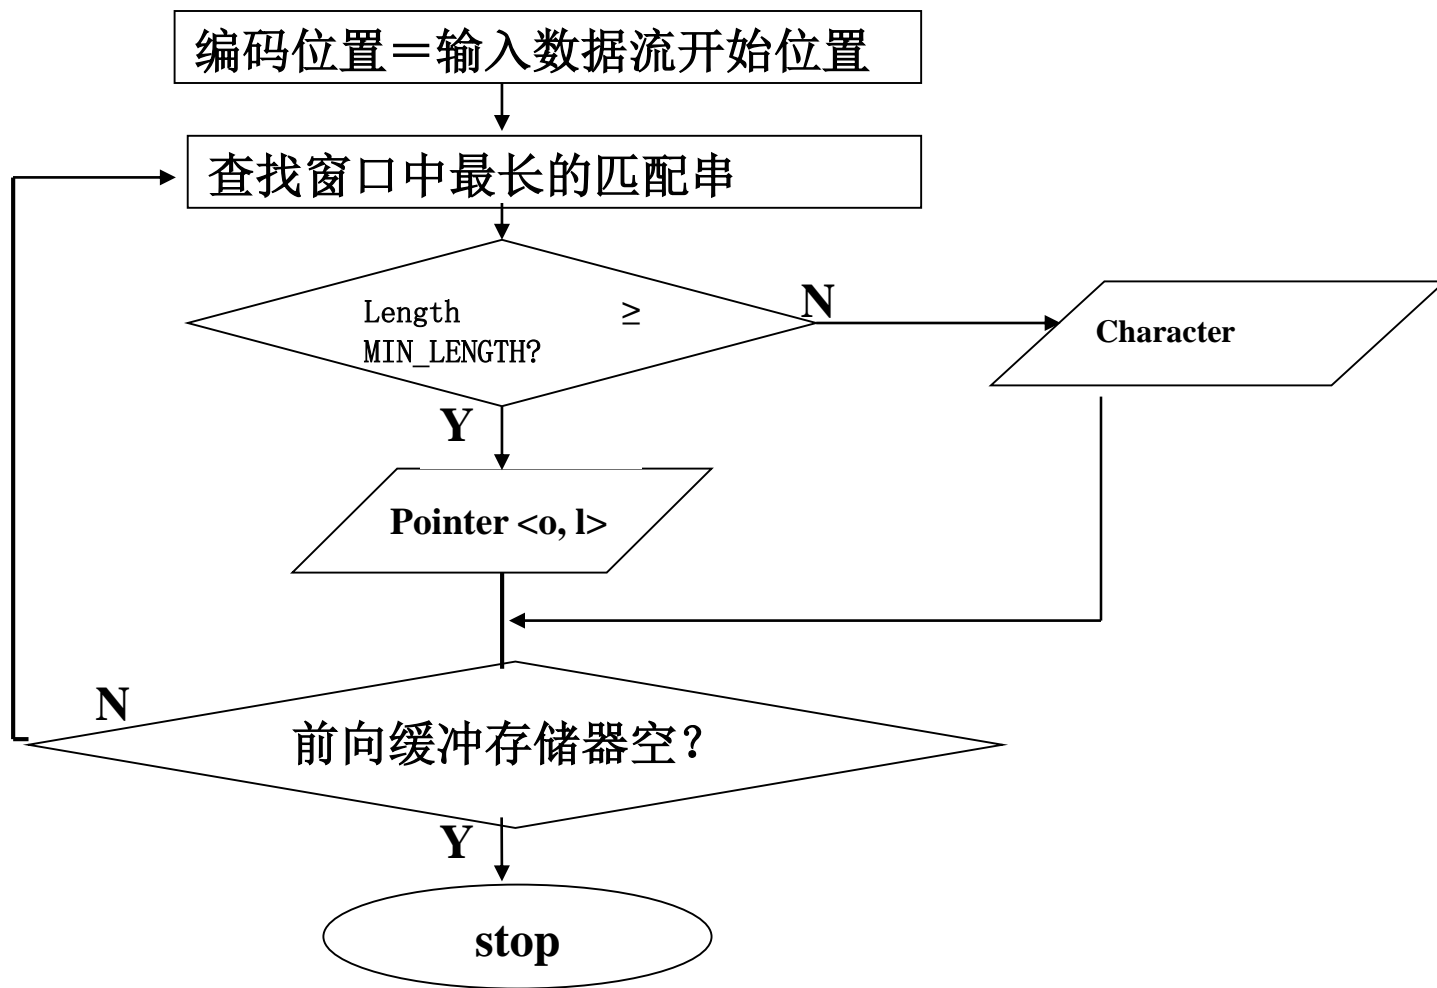 编码位置＝输入数据流开始位置
查找窗口中最长的匹配串
Length ≥
MIN_LENGTH?
N
Character
Y
Pointer <o, l>
N
前向缓冲存储器空？
Y
stop